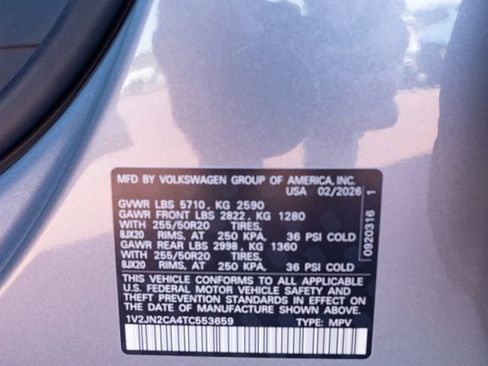 MFD BY VOLKSWAGEN GROUP OF AMERICA, INC.
USA 02/2026
GVWR LBS 5710, KG 2590
GAWR FRONT LBS 2822, KG 1280
WITH 255/50R20
8JX20 RIMS, AT 250 KPA, 36 PSI COLD
GAWR REAR LBS 2998, KG 1360
WITH 255/50R20
8JX20 RIMS, AT 250 KPA, 36 PSI COLD
THIS VEHICLE CONFORMS TO ALL APPLICABLE
U.S. FEDERAL MOTOR VEHICLE SAFETY AND
THEFT PREVENTION STANDARDS IN EFFECT ON
THE DATE OF MANUFACTURE SHOWN ABOVE.
1V2JN2CA4TC553659 TYPE: MPV
0920316 1